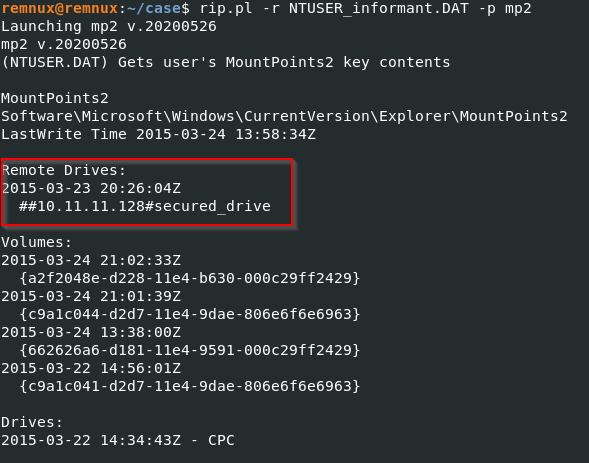 remnux@remnux:~/case$ rip.pl -r NTUSER_informant.DAT -p mp2
Launching mp2 v.20200526
mp2 v.20200526
(NTUSER.DAT) Gets user's MountPoints2 key contents

MountPoints2
Software\Microsoft\Windows\CurrentVersion\Explorer\MountPoints2
LastWrite Time 2015-03-24 13:58:34Z

Remote Drives:
2015-03-23 20:26:04Z
  ##10.11.11.128#secured_drive

Volumes:
2015-03-24 21:02:33Z
  {a2f2048e-d228-11e4-b630-000c29ff2429}
2015-03-24 21:01:39Z
  {c9a1c044-d2d7-11e4-9dae-806e6f6e6963}
2015-03-24 13:38:00Z
  {662626a6-d181-11e4-9591-000c29ff2429}
2015-03-22 14:56:01Z
  {c9a1c041-d2d7-11e4-9dae-806e6f6e6963}

Drives:
2015-03-22 14:34:43Z - CPC